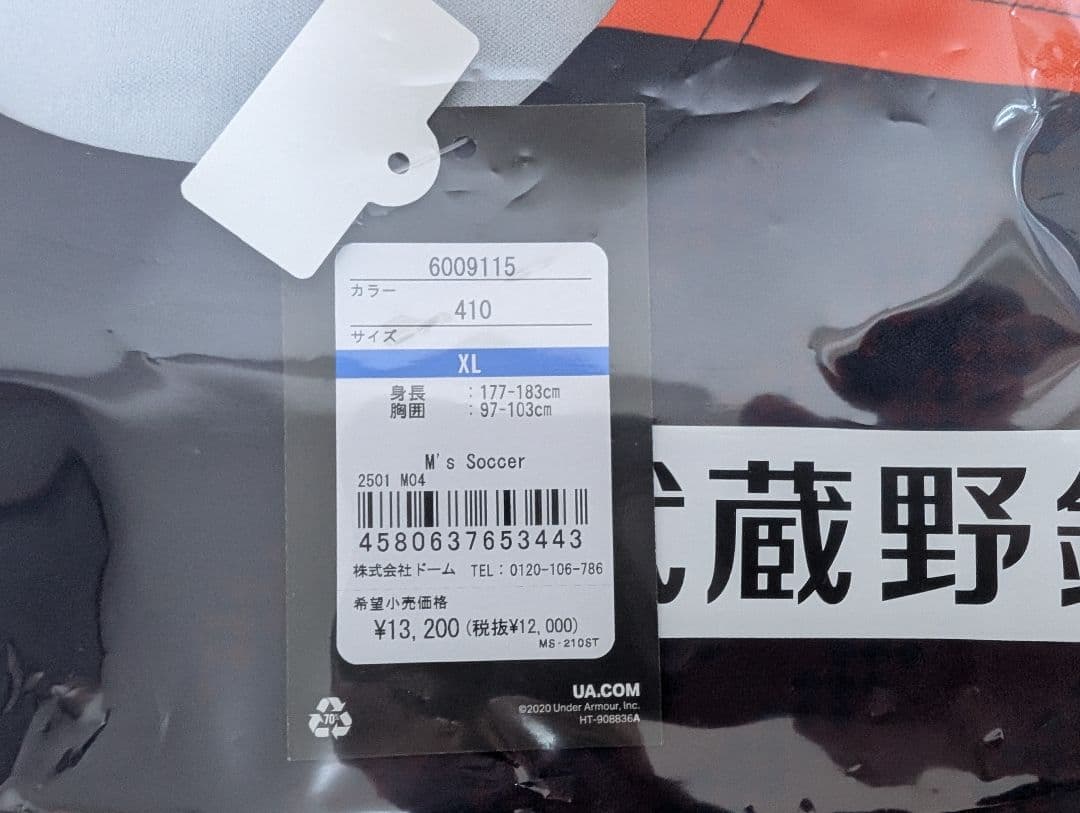 6009115
カラー
410
サイズ
XL
身長 : 177-183cm
胸囲 : 97-103cm
M's Soccer
2501 M04
4580637653443
株式会社ドーム TEL : 0120-106-786
希望小売価格
¥13,200 (税抜¥12,000)
MS-210ST
UA.COM
©2020 Under Armour, Inc.
HT-908836A
70%
蔵野